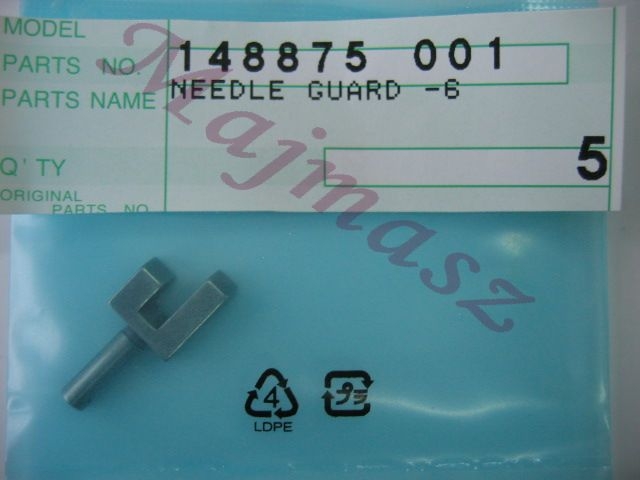 MODEL
PARTS NO. 148875 001
PARTS NAME NEEDLE GUARD -6
Q'TY 5
ORIGINAL
PARTS NO
Majmasz
4
LDPE
プラ